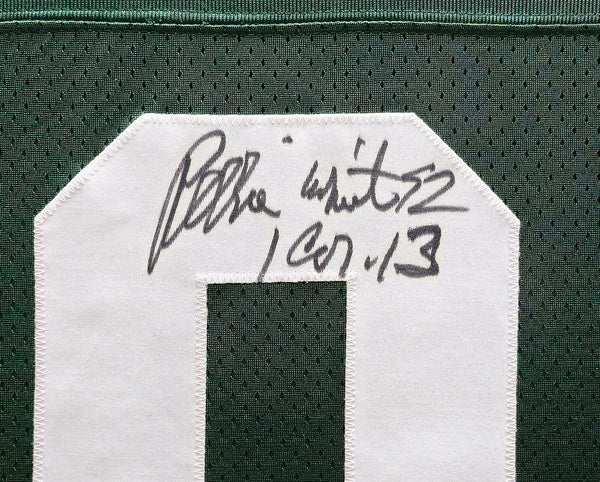 Reggie White 92
1 Cor. 13